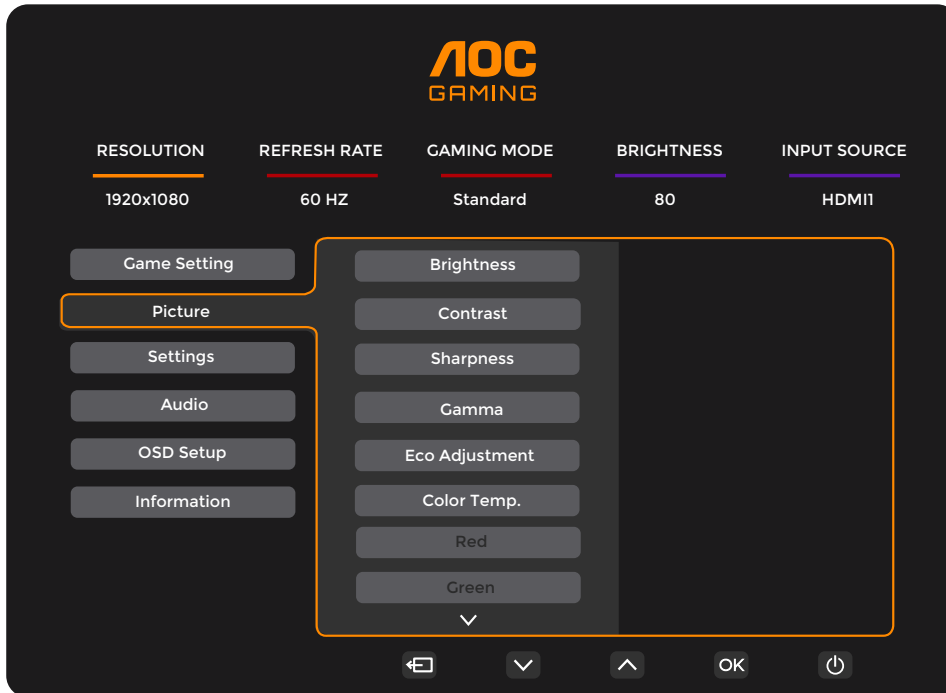 AOC
GAMING
RESOLUTION REFRESH RATE GAMING MODE BRIGHTNESS INPUT SOURCE
1920x1080 60 HZ Standard 80 HDMI1
Game Setting
Picture
Settings
Audio
OSD Setup
Information
Brightness
Contrast
Sharpness
Gamma
Eco Adjustment
Color Temp.
Red
Green
OK